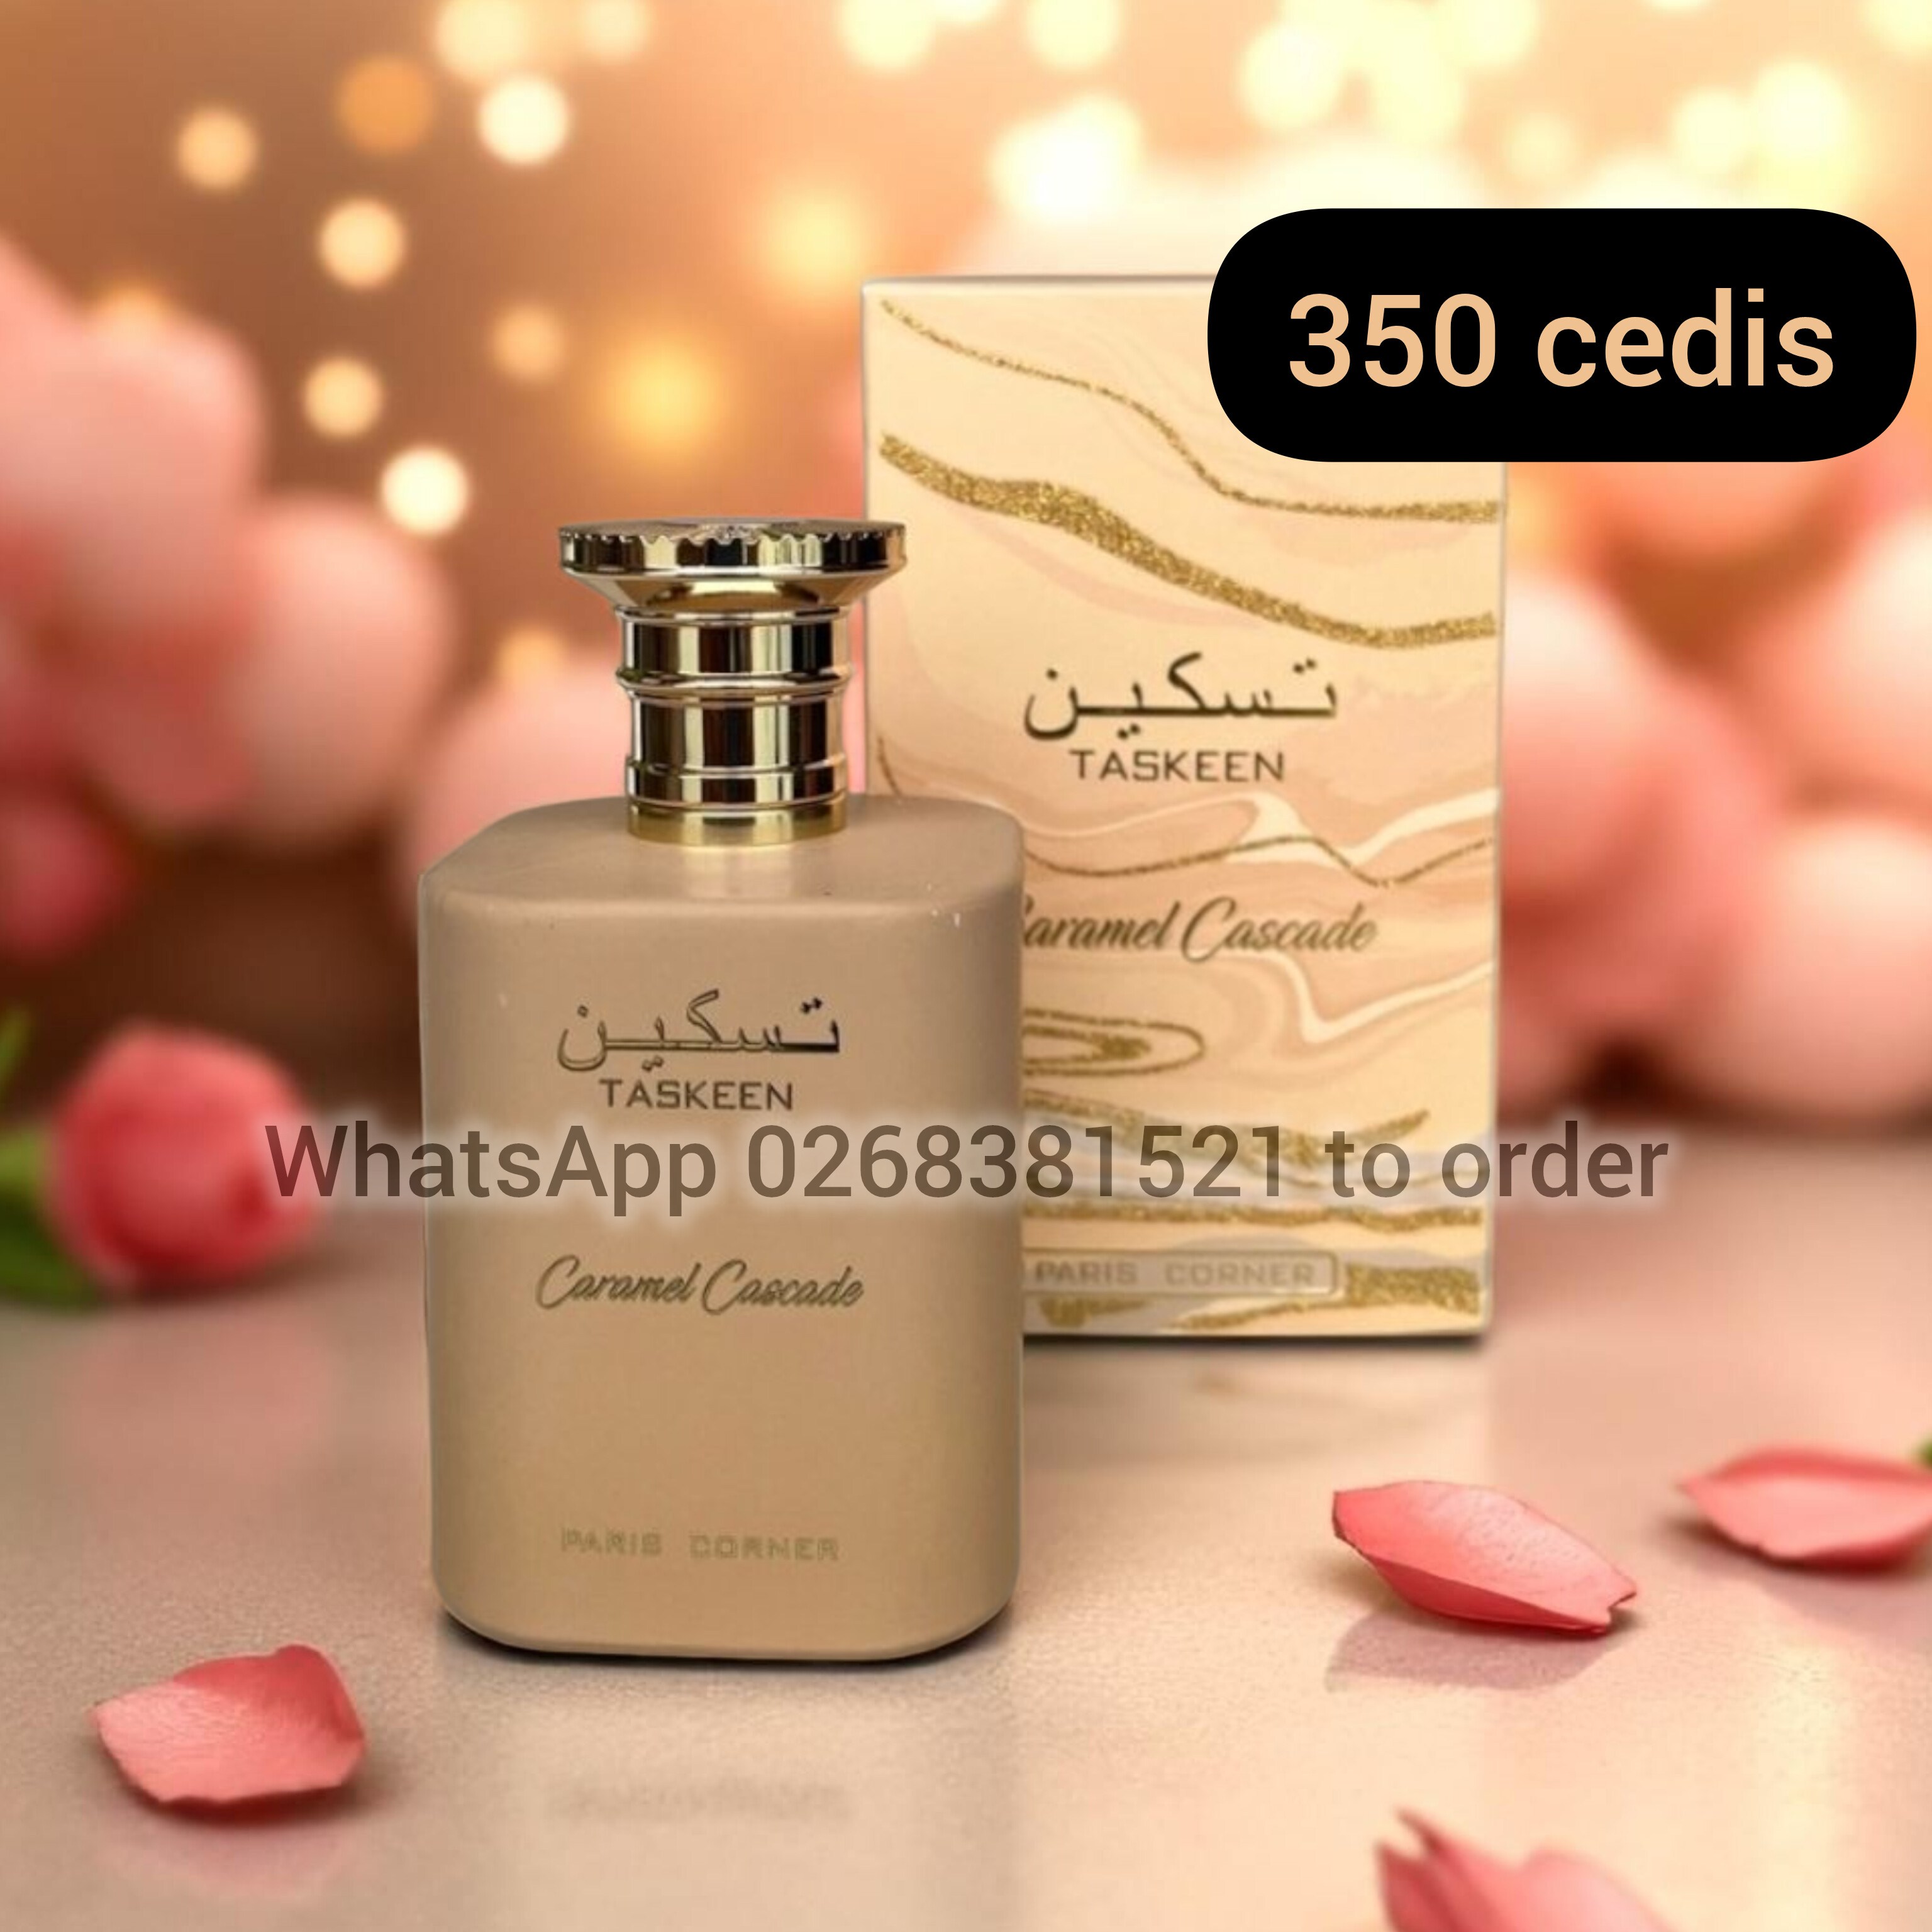 350 cedis
تسكين
TASKEEN
Caramel Cascade
PARIS CORNER
تسكين
TASKEEN
WhatsApp 0268381521 to order
Caramel Cascade
PARIS CORNER